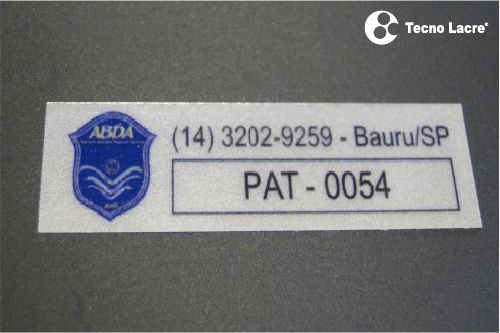 Tecno Lacre®
ABDA
(14) 3202-9259 - Bauru/SP
PAT - 0054